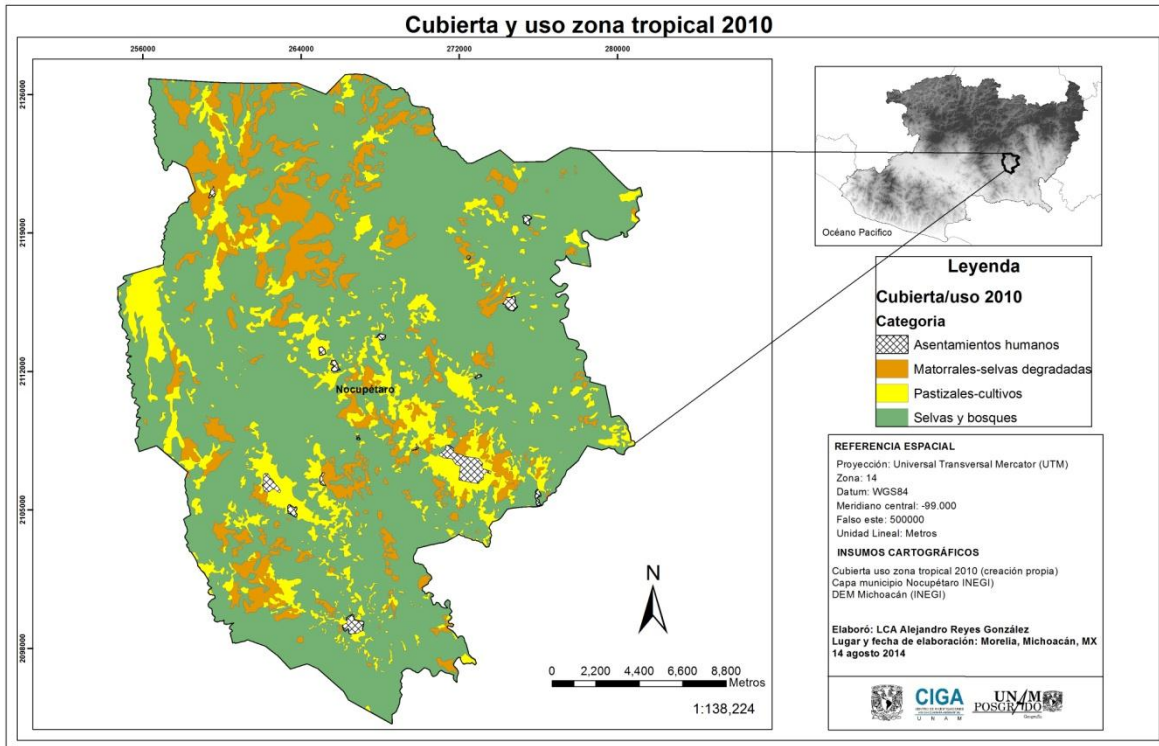 Cubierta y uso zona tropical 2010
256000 264000 272000 280000
2126000
2119000
2112000
2105000
2098000
Nocupétaro
N
0 2,200 4,400 6,600 8,800
Metros
1:138,224
Océano Pacifico
Leyenda
Cubierta/uso 2010
Categoria
Asentamientos humanos
Matorrales-selvas degradadas
Pastizales-cultivos
Selvas y bosques
REFERENCIA ESPACIAL
Proyección: Universal Transversal Mercator (UTM)
Zona: 14
Datum: WGS84
Meridiano central: -99.000
Falso este: 500000
Unidad Lineal: Metros
INSUMOS CARTOGRÁFICOS
Cubierta uso zona tropical 2010 (creación propia)
Capa municipio Nocupétaro INEGI)
DEM Michoacán (INEGI)
Elaboró: LCA Alejandro Reyes González
Lugar y fecha de elaboración: Morelia, Michoacán, MX
14 agosto 2014
CIGA
UNAM
UNAM
POSGRADO